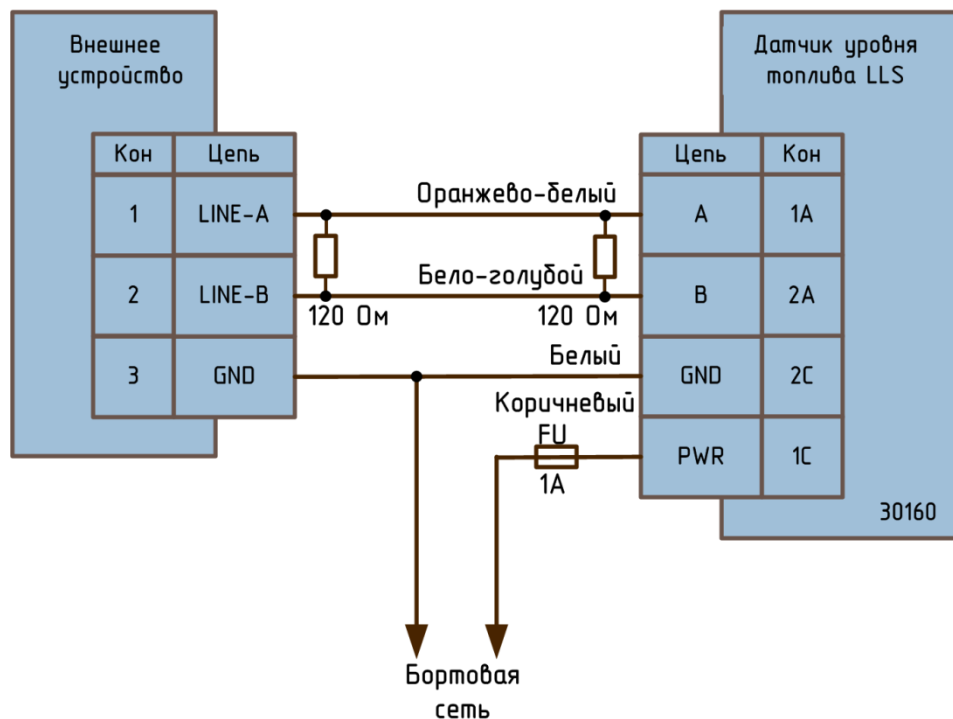 Внешнее
устройство
Датчик уровня
топлива LLS
Кон Цепь
Цепь Кон
1 LINE-A
Оранжево-белый
A 1A
2 LINE-B
Бело-голубой
B 2A
120 Ом
120 Ом
3 GND
Белый
GND 2C
Коричневый
FU
1A
PWR 1C
30160
Бортовая
сеть